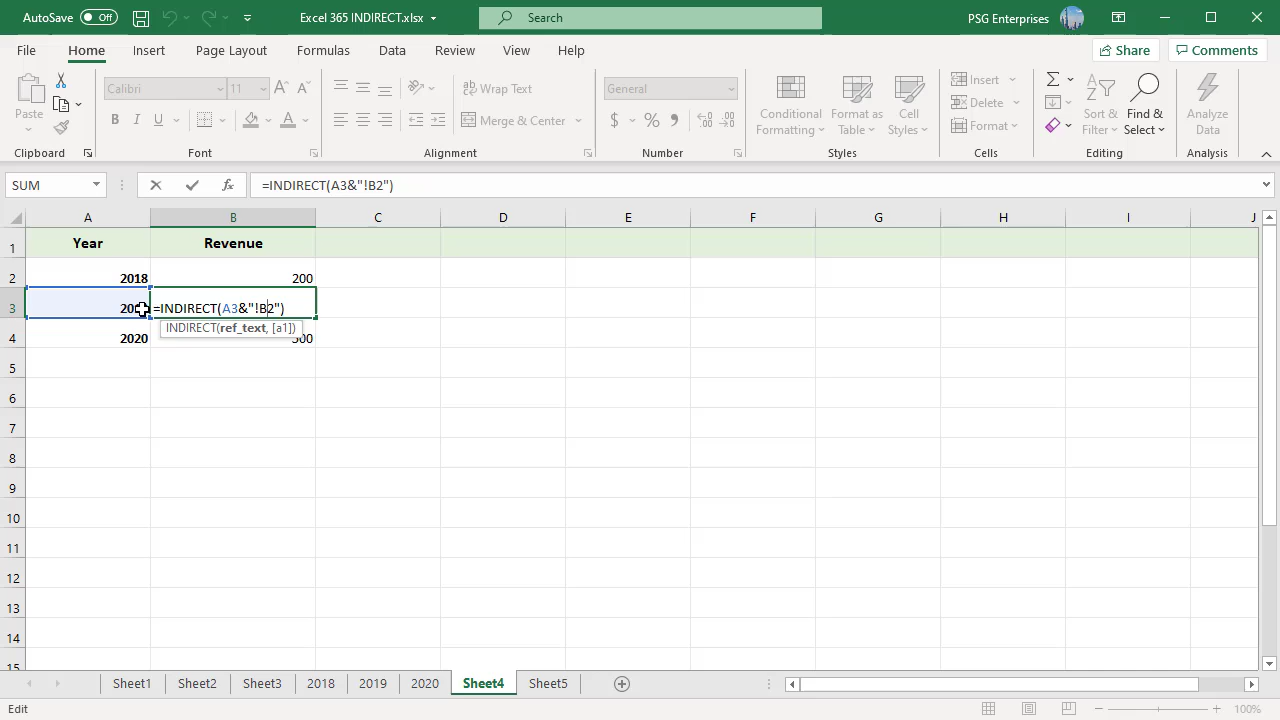 AutoSave Off Excel 365 INDIRECT.xlsx Search PSG Enterprises
File Home Insert Page Layout Formulas Data Review View Help Share Comments
Paste Calibri 11 Wrap Text General Conditional Formatting Format as Table Cell Styles Insert Sort & Filter Find & Select Analyze Data
B I U Merge & Center $ % Delete
Format
Clipboard Font Alignment Number Styles Cells Editing Analysis
SUM fx =INDIRECT(A3&"!B2")
A B C D E F G H I J
1 Year Revenue
2 2018 200
3 =INDIRECT(A3&"!B2")
INDIRECT(ref_text, [a1])
4 2020
5
6
7
8
9
10
11
12
13
14
15
Sheet1 Sheet2 Sheet3 2018 2019 2020 Sheet4 Sheet5
Edit 100%